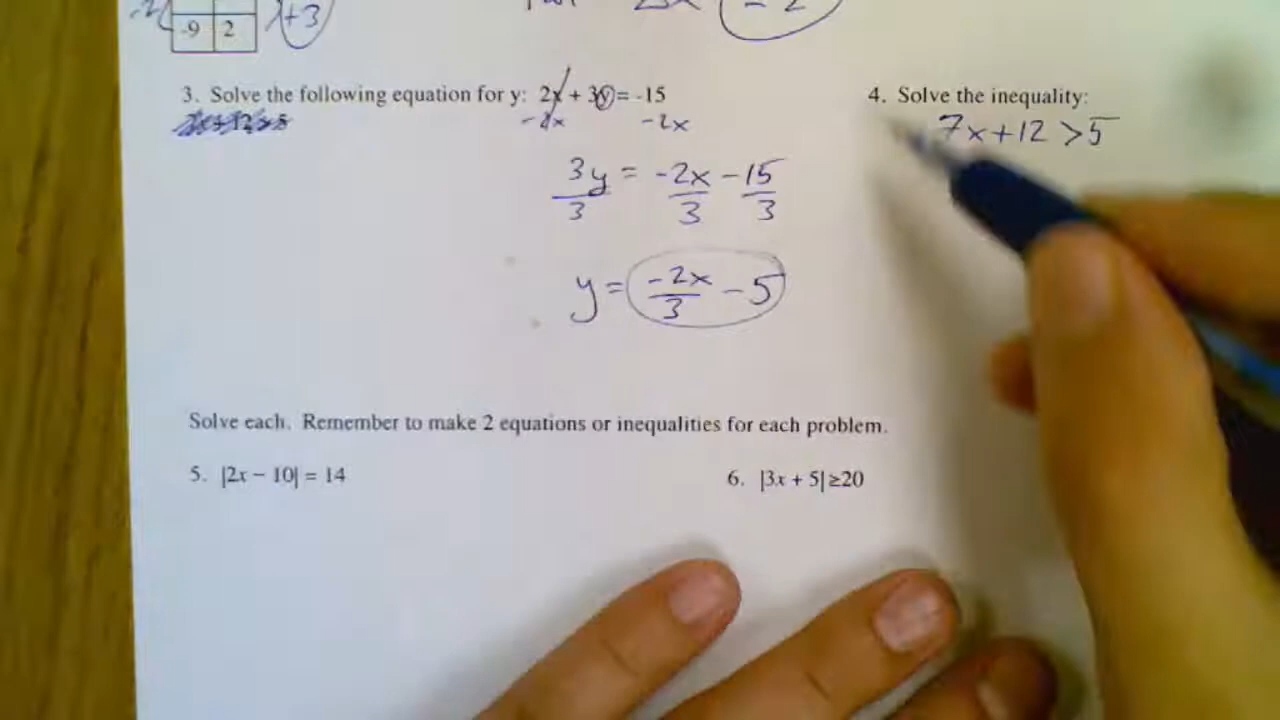 -9 2 x+3
-2
3. Solve the following equation for y: 2x + 3y = -15
-2x -2x
3y = -2x - 15
3 3 3
y = -2x - 5
3
4. Solve the inequality:
7x+12 >5
Solve each. Remember to make 2 equations or inequalities for each problem.
5. |2x – 10| = 14
6. |3x + 5| ≥20